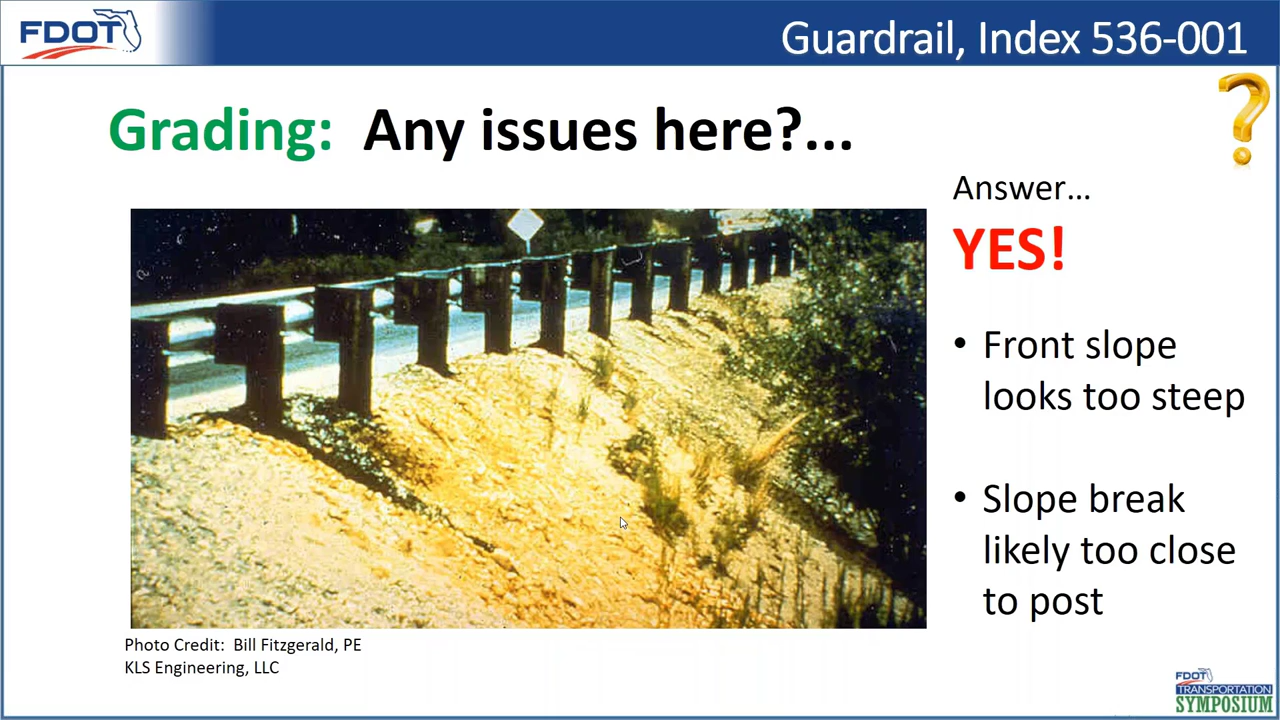 FDOT
Guardrail, Index 536-001
Grading: Any issues here?...
?
Answer...
YES!
• Front slope
looks too steep
• Slope break
likely too close
to post
Photo Credit: Bill Fitzgerald, PE
KLS Engineering, LLC
FDOT
TRANSPORTATION
SYMPOSIUM